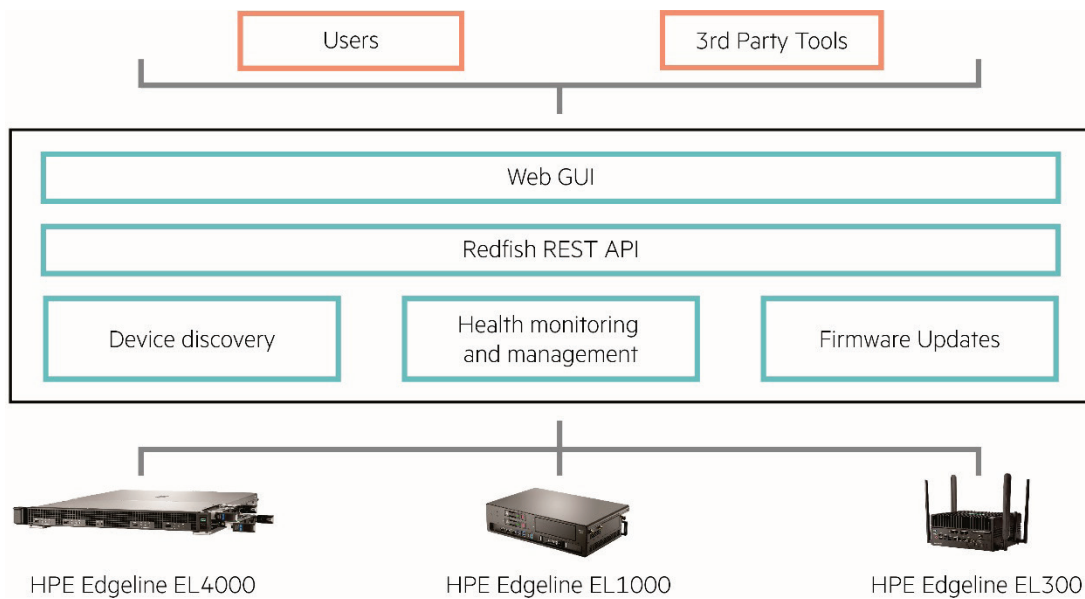 Users
3rd Party Tools
Web GUI
Redfish REST API
Device discovery
Health monitoring
and management
Firmware Updates
HPE Edgeline EL4000
HPE Edgeline EL1000
HPE Edgeline EL300